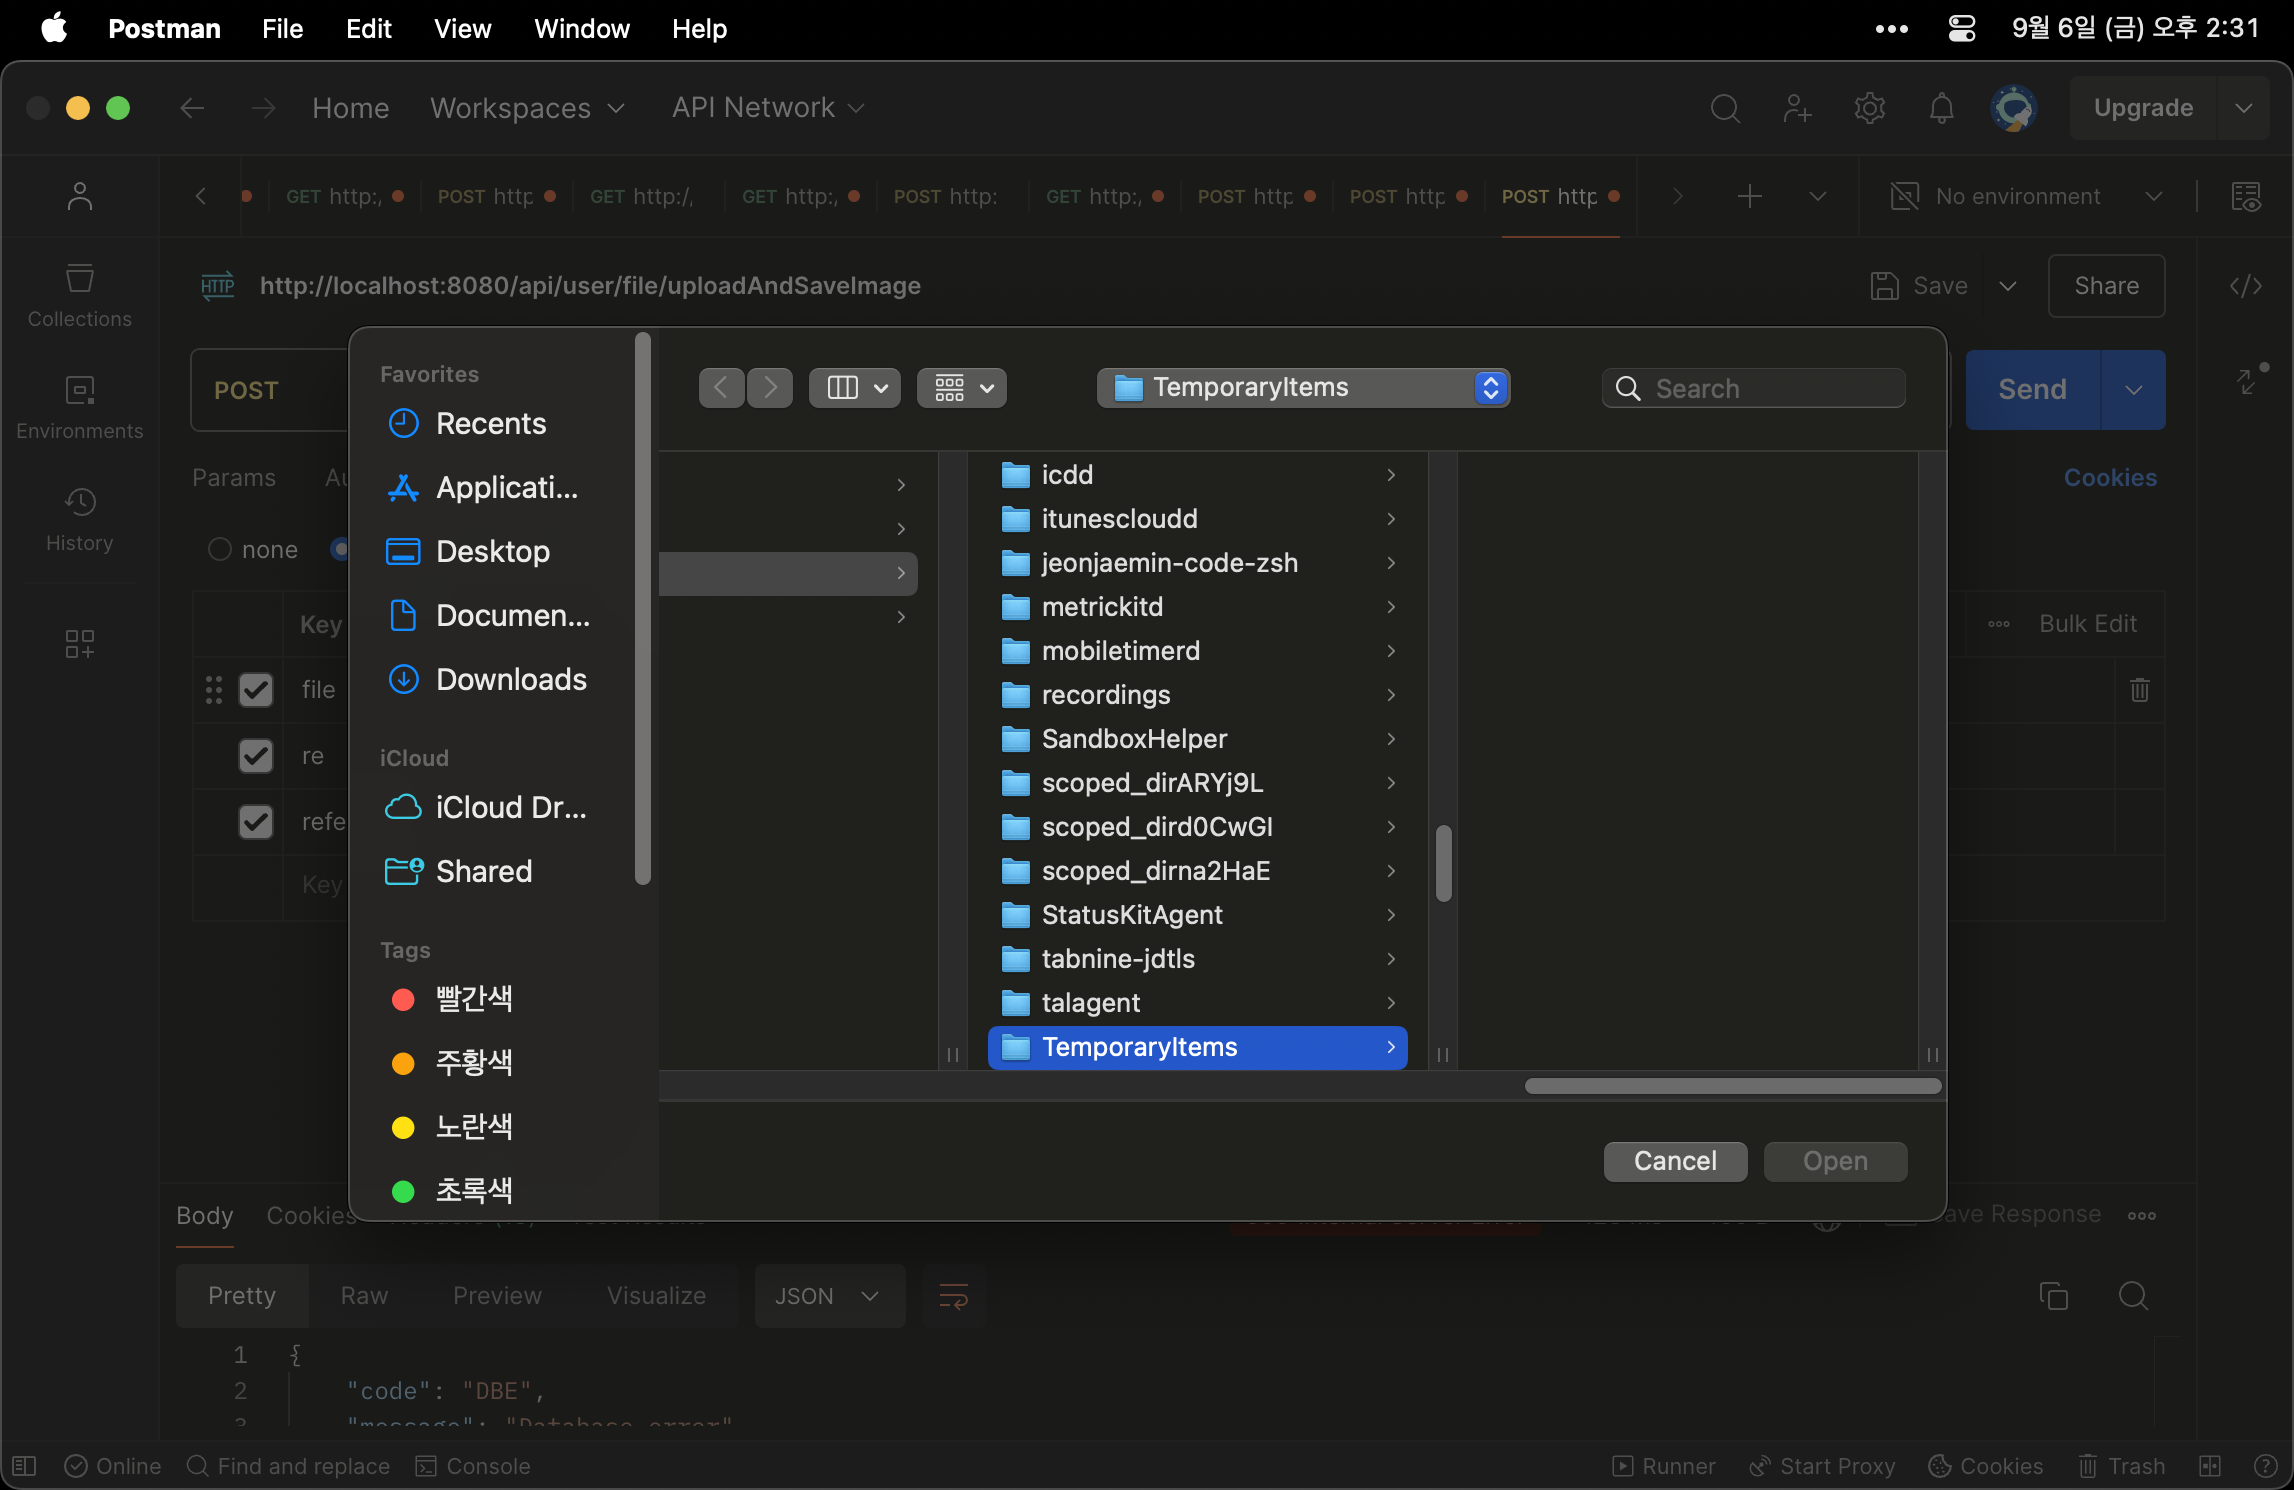 Postman File Edit View Window Help 9월 6일 (금) 오후 2:31
Home Workspaces API Network Upgrade
GET http:, POST http GET http:/, GET http:, POST http: GET http:, POST http POST http POST http No environment
HTTP http://localhost:8080/api/user/file/uploadAndSaveImage Save Share
Collections
Environments
History
POST Send
Params Au Cookies
none
Key Bulk Edit
file
re
refe
Key
Favorites
Recents
Applicati...
Desktop
Documen...
Downloads
iCloud
iCloud Dr...
Shared
Tags
빨간색
주황색
노란색
초록색
TemporaryItems Search
icdd
itunescloudd
jeonjaemin-code-zsh
metrickitd
mobiletimerd
recordings
SandboxHelper
scoped_dirARYj9L
scoped_dird0CwGl
scoped_dirna2HaE
StatusKitAgent
tabnine-jdtls
talagent
TemporaryItems
Cancel Open
Body Cookies ave Response
Pretty Raw Preview Visualize JSON
1 {
2 "code": "DBE",
3 "message": "Database error"
Online Find and replace Console Runner Start Proxy Cookies Trash